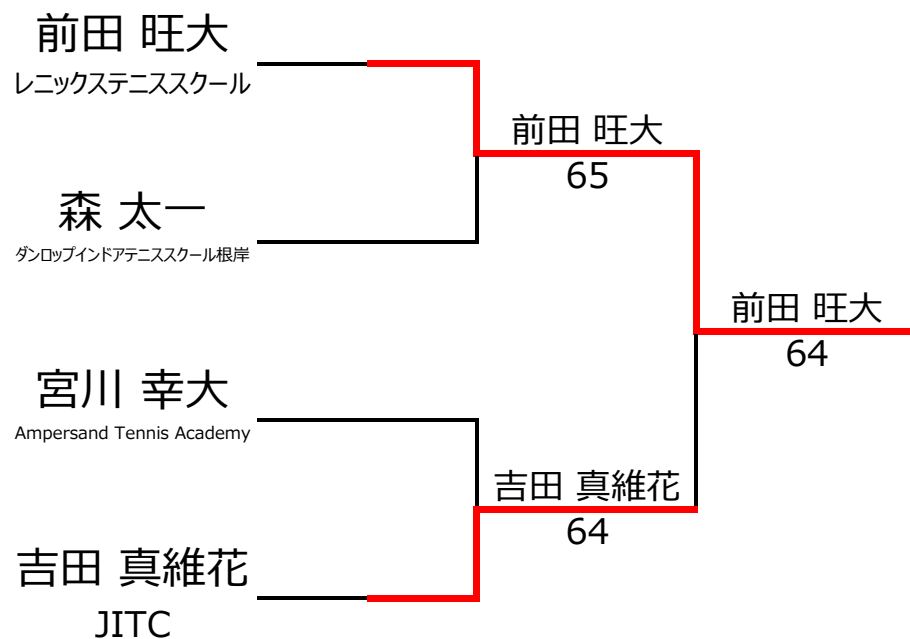 前田 旺大
レニックステニススクール
前田 旺大
65
森 太一
ダンロップインドアテニススクール根岸
前田 旺大
64
宮川 幸大
Ampersand Tennis Academy
吉田 真維花
64
吉田 真維花
JITC